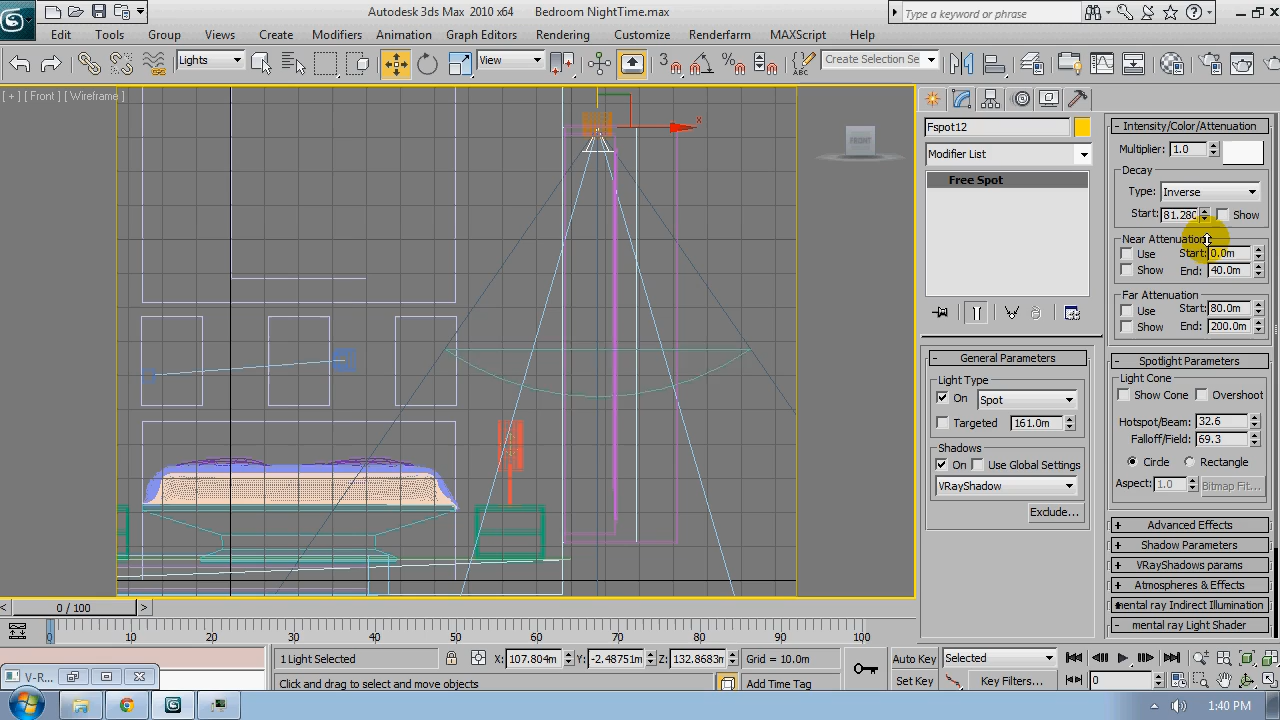 Autodesk 3ds Max 2010 x64 Bedroom NightTime.max
Type a keyword or phrase
Edit Tools Group Views Create Modifiers Animation Graph Editors Rendering Customize Renderfarm MAXScript Help
Lights View Create Selection Se
[ + ] [ Front ] [ Wireframe ]
FRONT
x
Fspot12
Modifier List
Free Spot
- General Parameters
Light Type
On Spot
Targeted 161.0m
Shadows
On Use Global Settings
VRayShadow
Exclude...
- Intensity/Color/Attenuation
Multiplier: 1.0
Decay
Type: Inverse
Start: 81.280 Show
Near Attenuation:
Use Start: 0.0m
Show End: 40.0m
Far Attenuation
Use Start: 80.0m
Show End: 200.0m
- Spotlight Parameters
Light Cone
Show Cone Overshoot
Hotspot/Beam: 32.6
Falloff/Field: 69.3
Circle Rectangle
Aspect: 1.0 Bitmap Fit...
+ Advanced Effects
+ Shadow Parameters
+ VRayShadows params
+ Atmospheres & Effects
+ mental ray Indirect Illumination
- mental ray Light Shader
< 0 / 100 >
0 10 20 30 40 50 60 70 80 90 100
1 Light Selected X: 107.804m Y: -2.48751m Z: 132.8683m Grid = 10.0m
Auto Key Selected
Click and drag to select and move objects Add Time Tag
Set Key Key Filters... 0
V-R...
1:40 PM